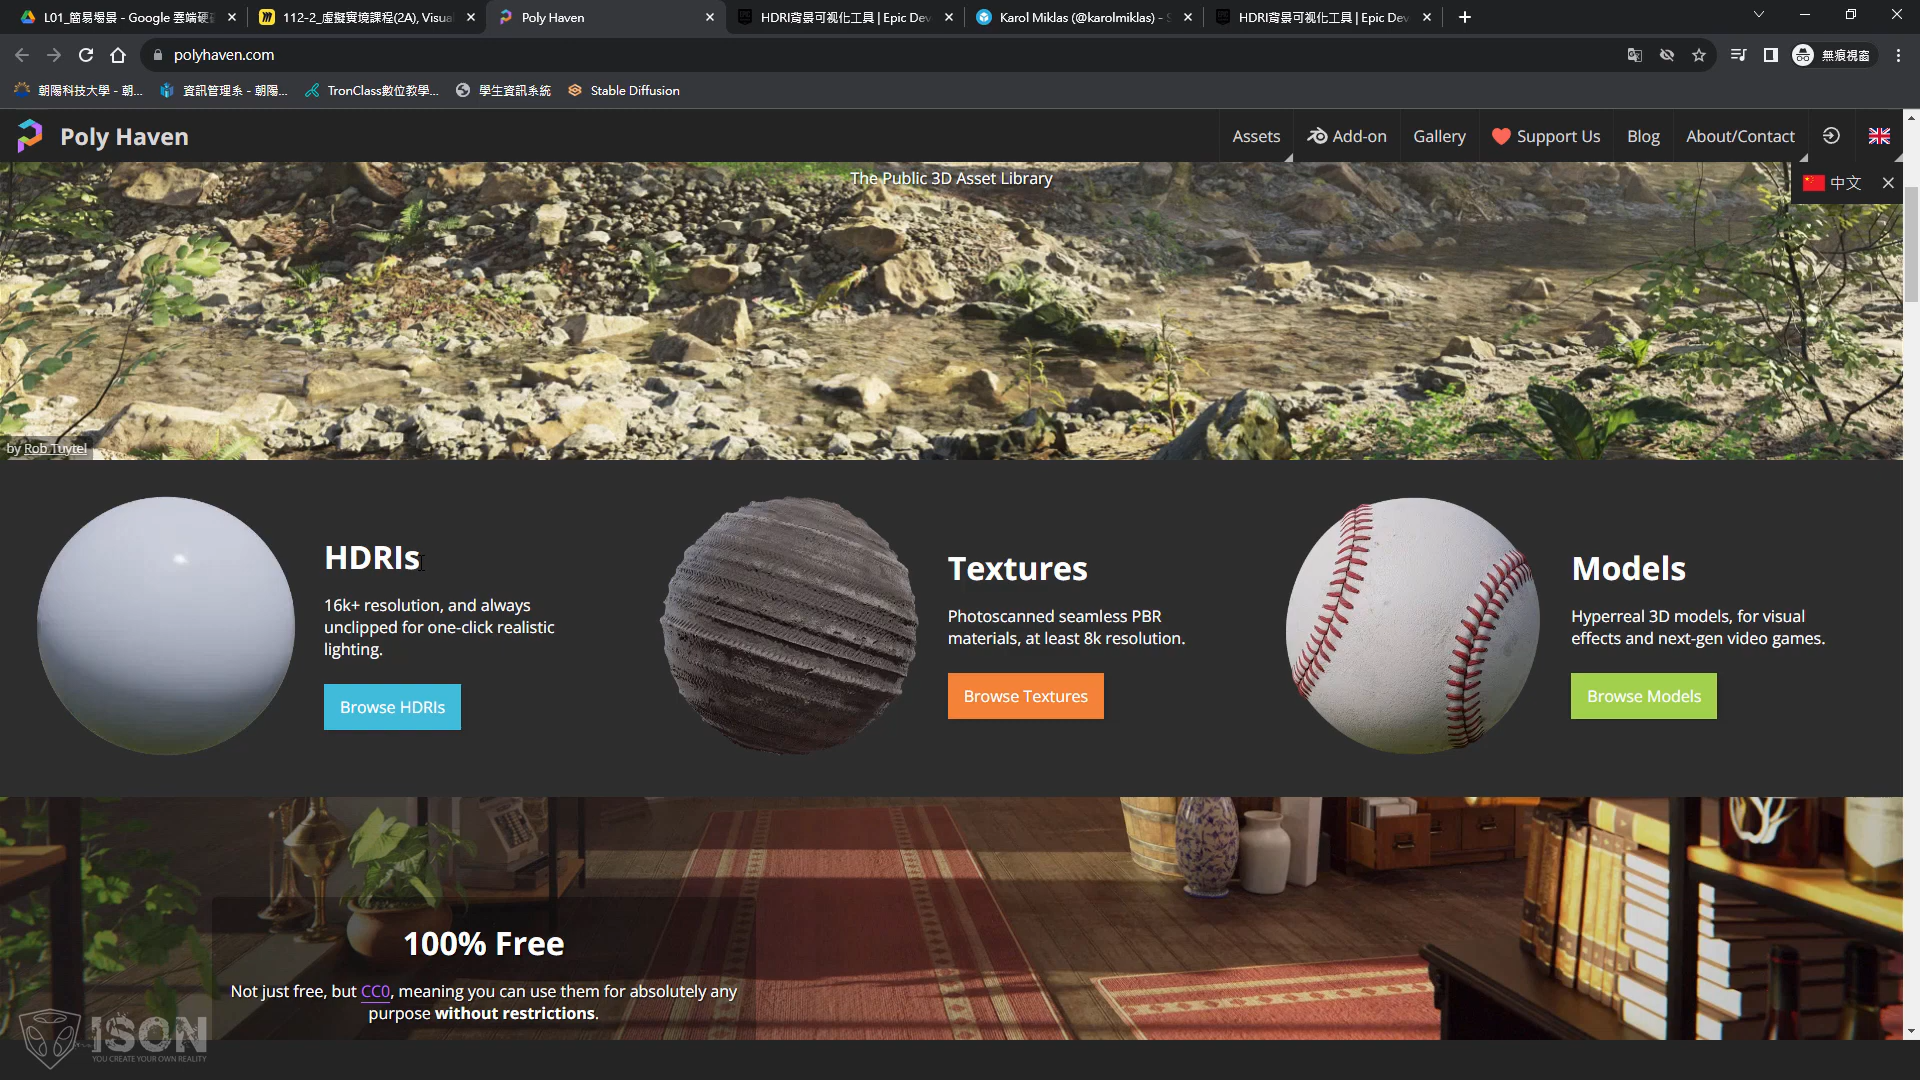 L01_簡易場景 - Google 雲端硬
112-2_虛擬實境課程(2A), Visua
Poly Haven
HDRI背景可视化工具 | Epic Dev
Karol Miklas (@karolmiklas) - S
HDRI背景可视化工具 | Epic Dev
polyhaven.com
無痕視窗
朝陽科技大學 - 朝...
資訊管理系 - 朝陽...
TronClass數位教學...
學生資訊系統
Stable Diffusion
Poly Haven
Assets
Add-on
Gallery
Support Us
Blog
About/Contact
The Public 3D Asset Library
中文
by Rob Tuytel
HDRIs
16k+ resolution, and always
unclipped for one-click realistic
lighting.
Browse HDRIs
Textures
Photoscanned seamless PBR
materials, at least 8k resolution.
Browse Textures
Models
Hyperreal 3D models, for visual
effects and next-gen video games.
Browse Models
100% Free
Not just free, but CC0, meaning you can use them for absolutely any
purpose without restrictions.
ISON
YOU CREATE YOUR OWN REALITY